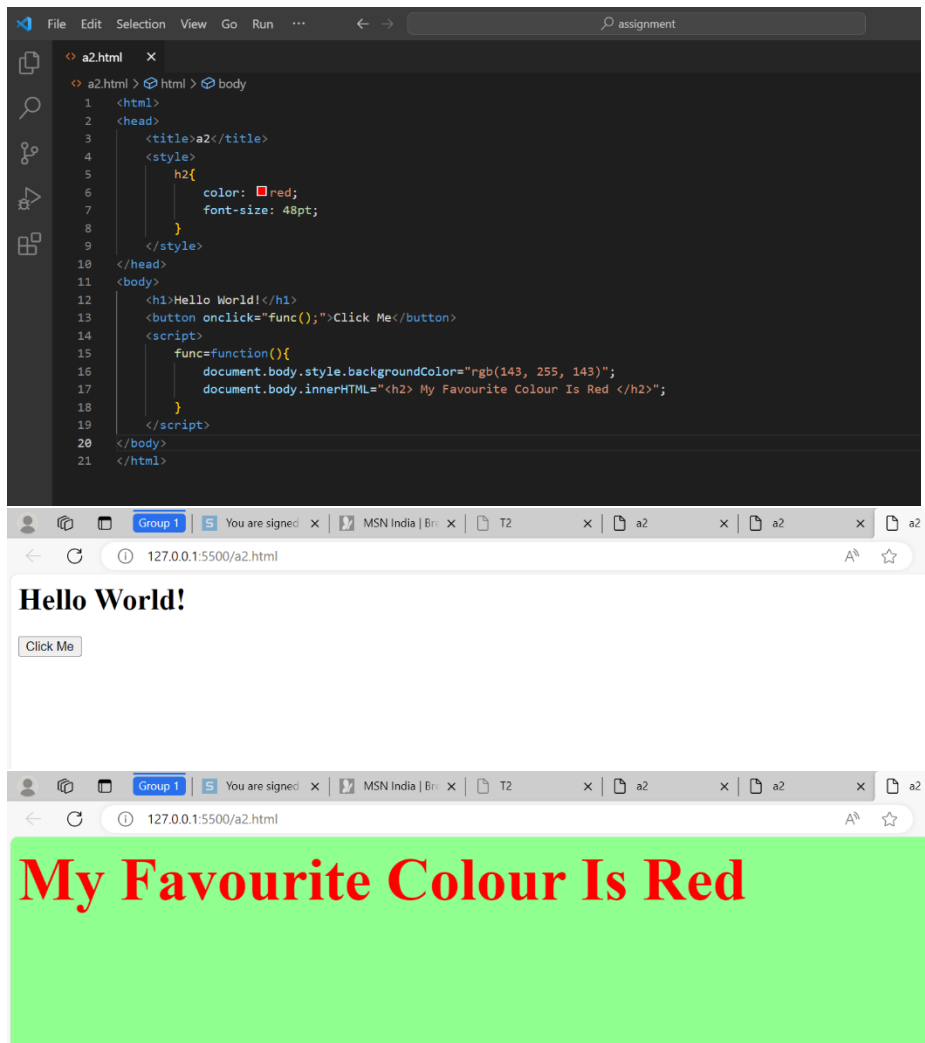 File Edit Selection View Go Run ··· ← → assignment
<> a2.html ×
<> a2.html > html > body
1 <html>
2 <head>
3     <title>a2</title>
4     <style>
5         h2{
6             color: red;
7             font-size: 48pt;
8         }
9     </style>
10 </head>
11 <body>
12     <h1>Hello World!</h1>
13     <button onclick="func();">Click Me</button>
14     <script>
15         func=function(){
16             document.body.style.backgroundColor="rgb(143, 255, 143)";
17             document.body.innerHTML="<h2> My Favourite Colour Is Red </h2>";
18         }
19     </script>
20 </body>
21 </html>
Group 1 S You are signed × MSN India | Bre × T2 × a2 × a2 × a2
127.0.0.1:5500/a2.html
Hello World!
Click Me
Group 1 S You are signed × MSN India | Bre × T2 × a2 × a2 × a2
127.0.0.1:5500/a2.html
My Favourite Colour Is Red